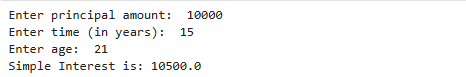 Enter principal amount:  10000
Enter time (in years):  15
Enter age:  21
Simple Interest is: 10500.0